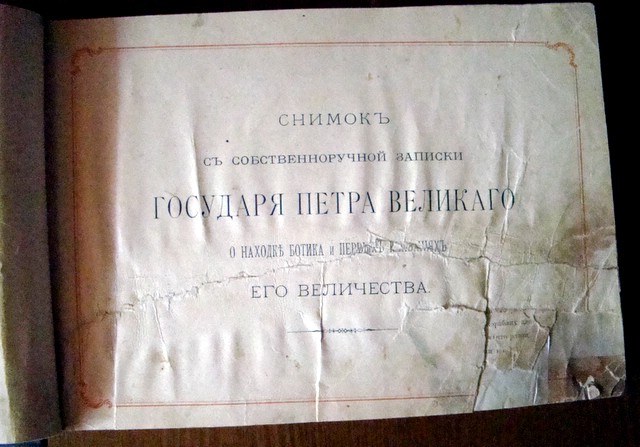 СНИМОКЪ
СЪ СОБСТВЕННОРУЧНОЙ ЗАПИСКИ
ГОСУДАРЯ ПЕТРА ВЕЛИКАГО
О НАХОДКѢ БОТИКА и
ЕГО ВЕЛИЧЕСТВА.